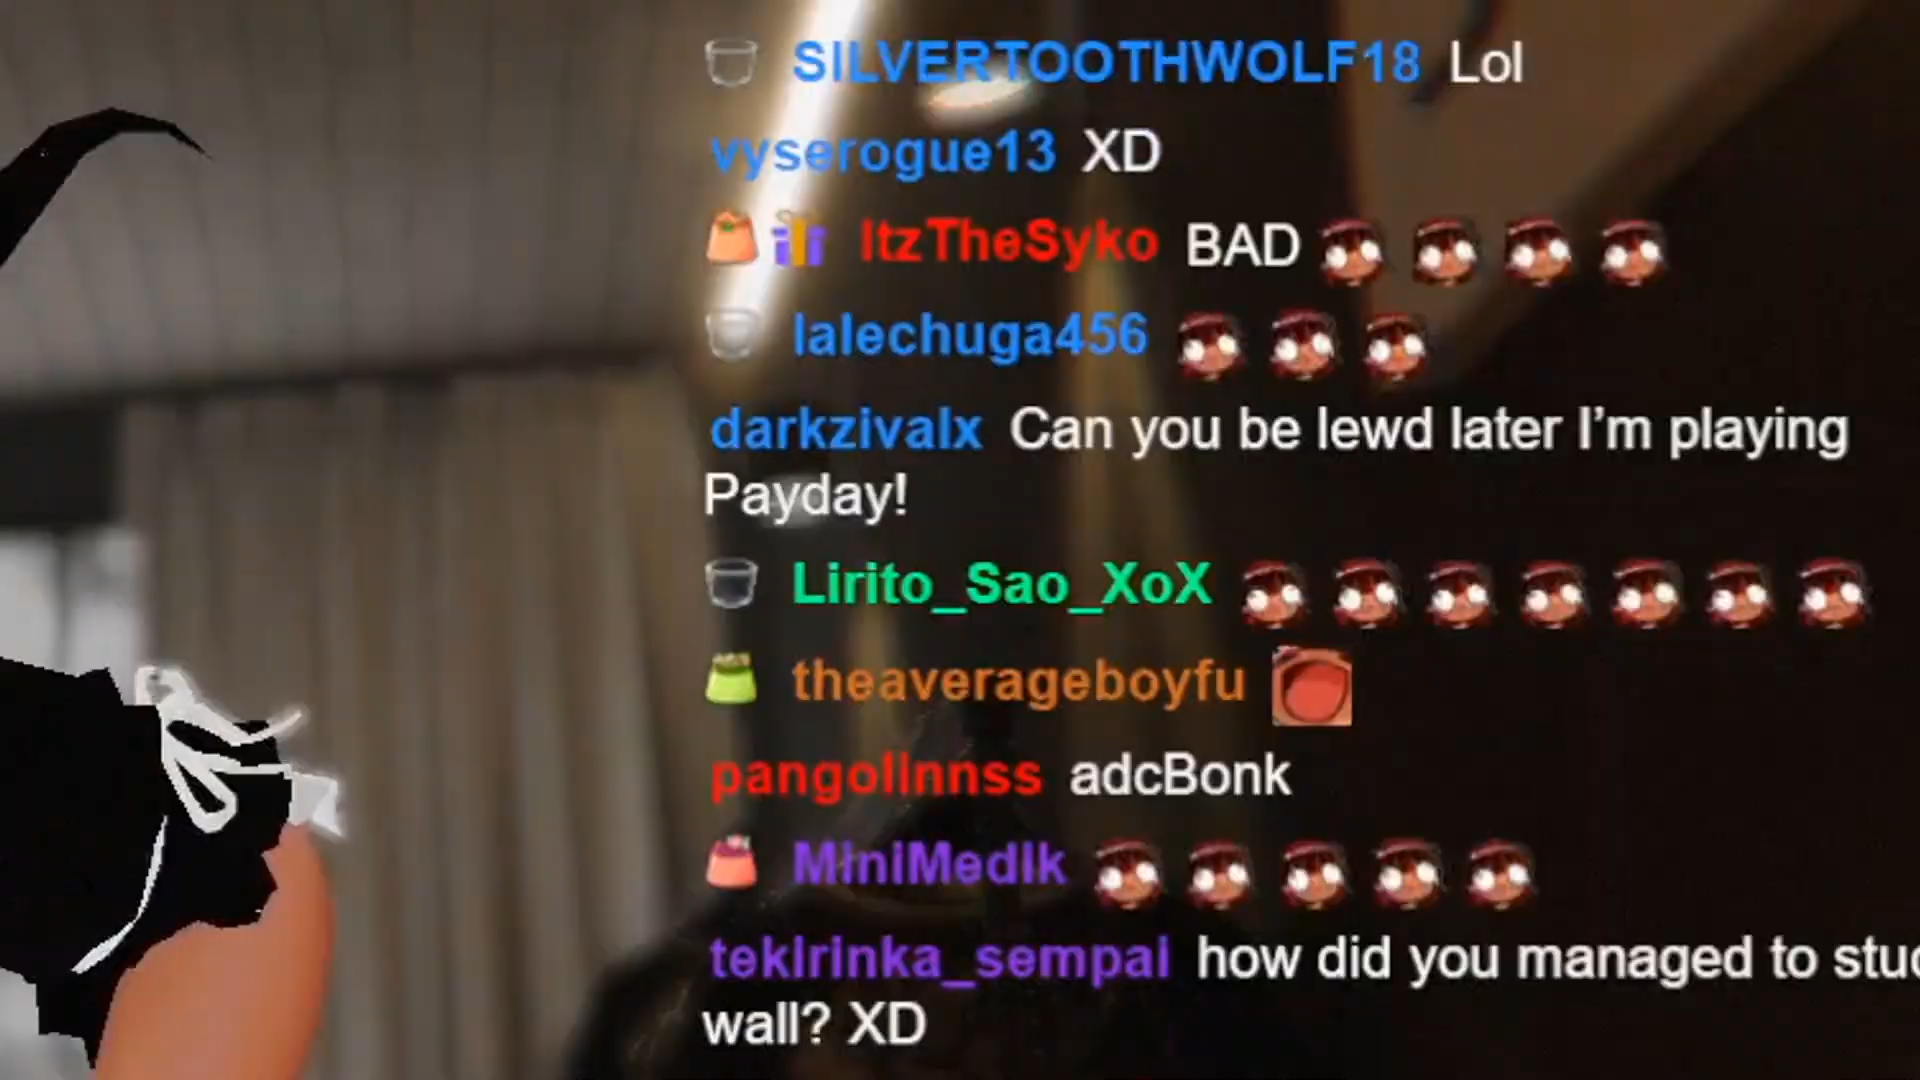 SILVERTOOTHWOLF18 Lol
vyserogue13 XD
ItzTheSyko BAD
lalechuga456
darkzivalx Can you be lewd later I'm playing
Payday!
Lirito_Sao_XoX
theaverageboyfu
pangolinnss adcBonk
MiniMedik
tekirinka_sempai how did you managed to
wall? XD